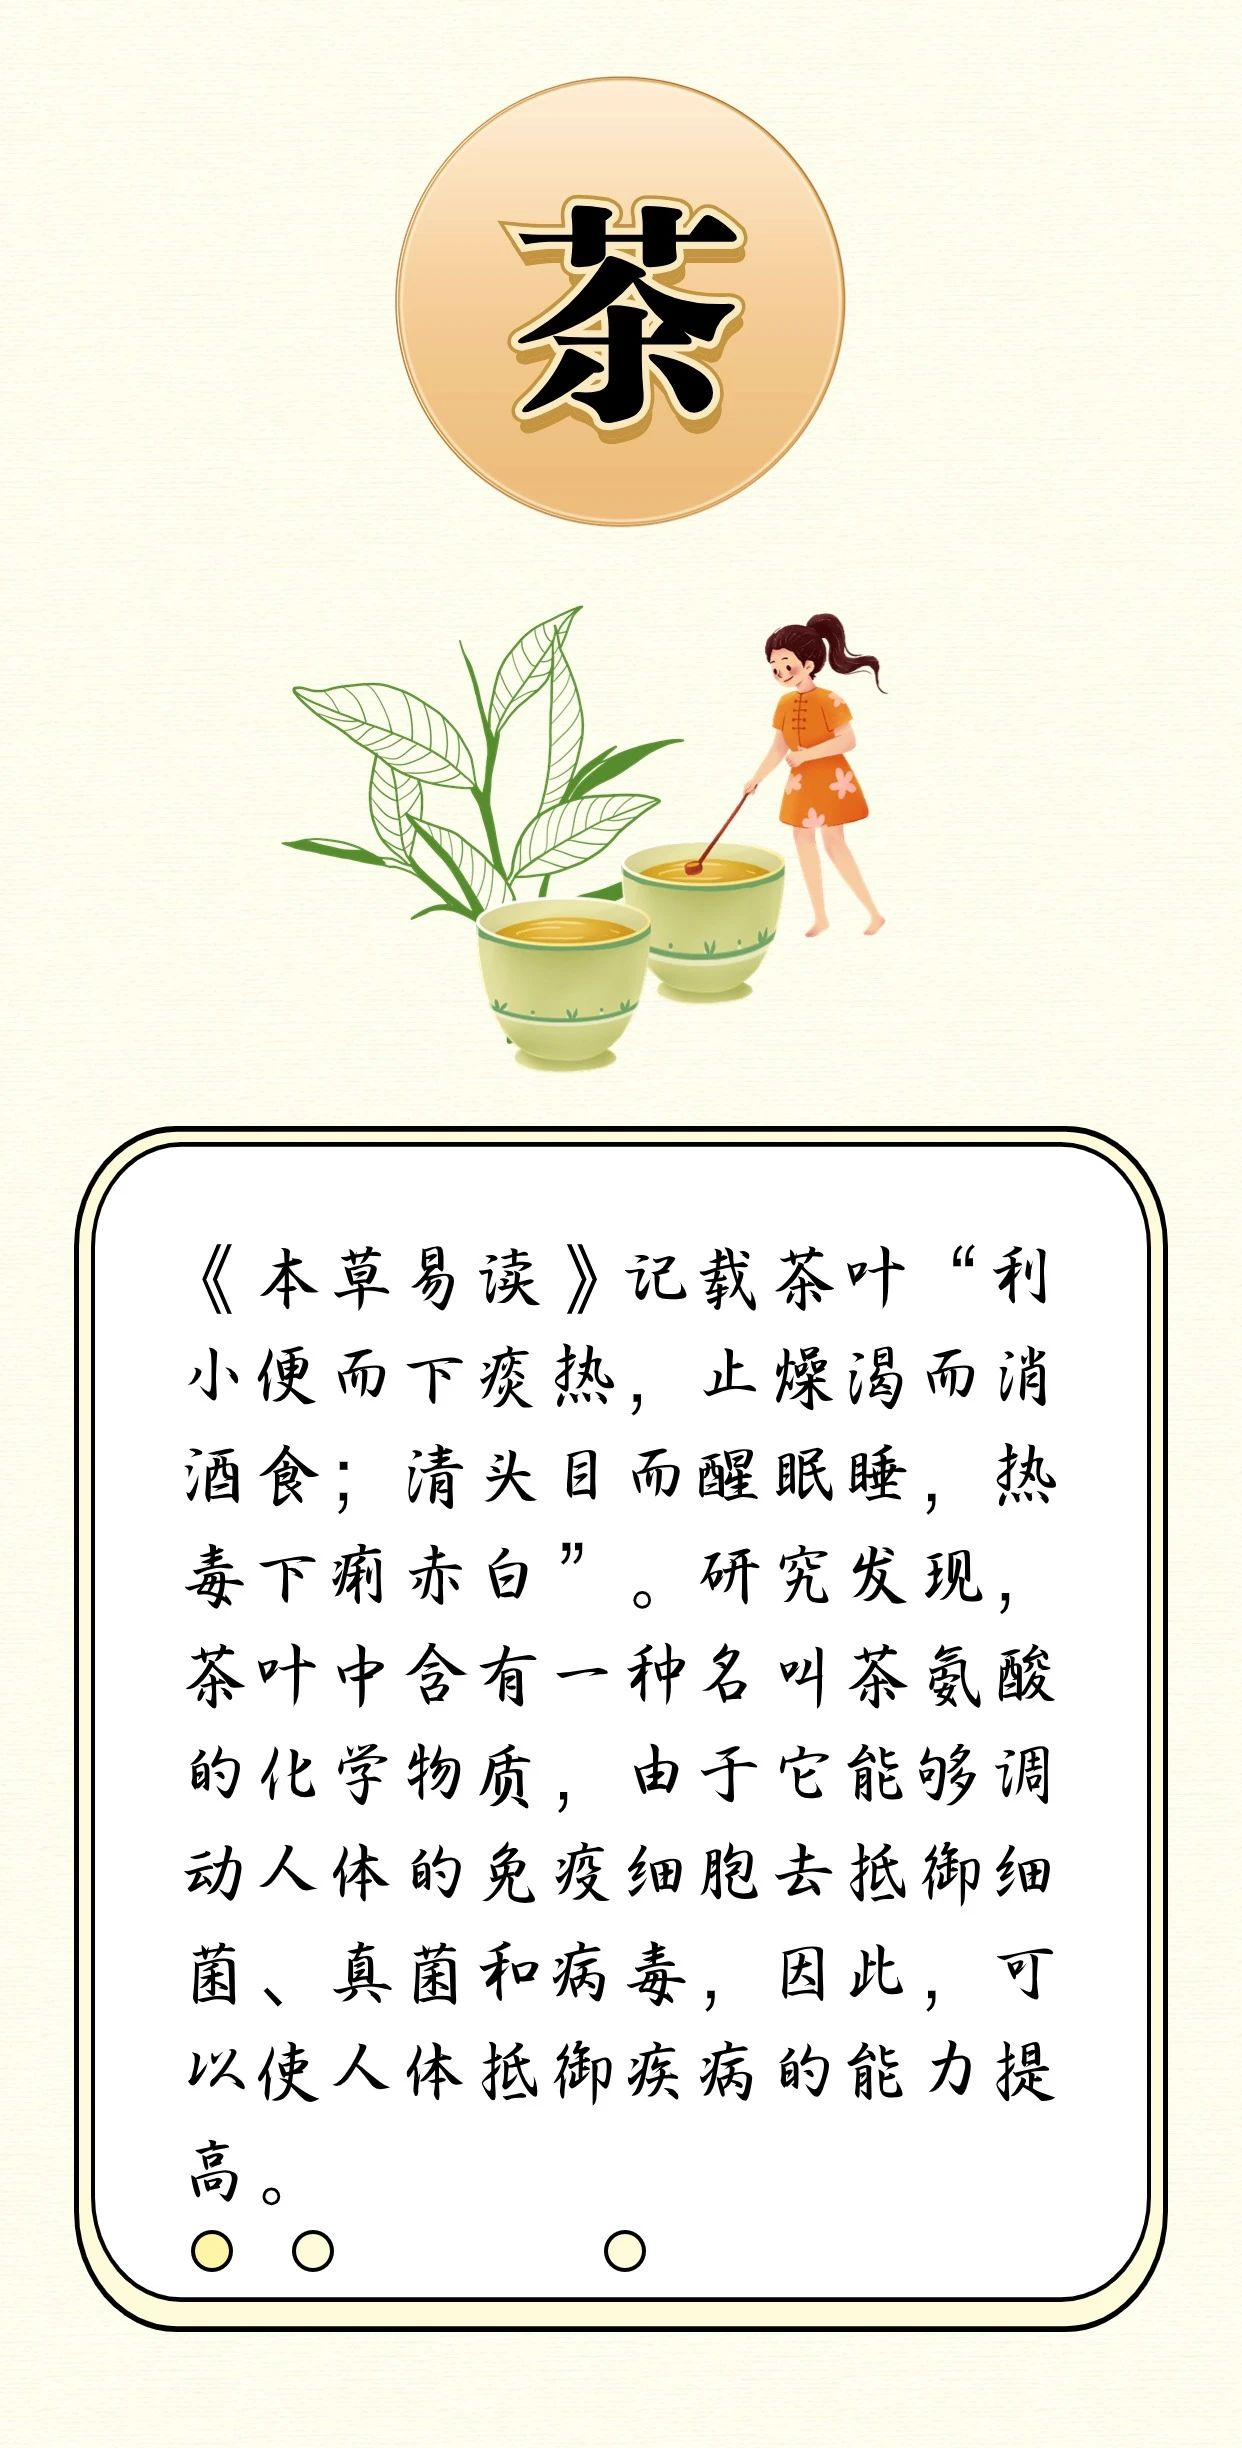 茶
《本草易读》记载茶叶“利
小便而下痰热，止燥渴而消
酒食；清头目而醒眠睡，热
毒下痢赤白”。研究发现，
茶叶中含有一种名叫茶氨酸
的化学物质，由于它能够调
动人体的免疫细胞去抵御细
菌、真菌和病毒，因此，可
以使人体抵御疾病的能力提
高。